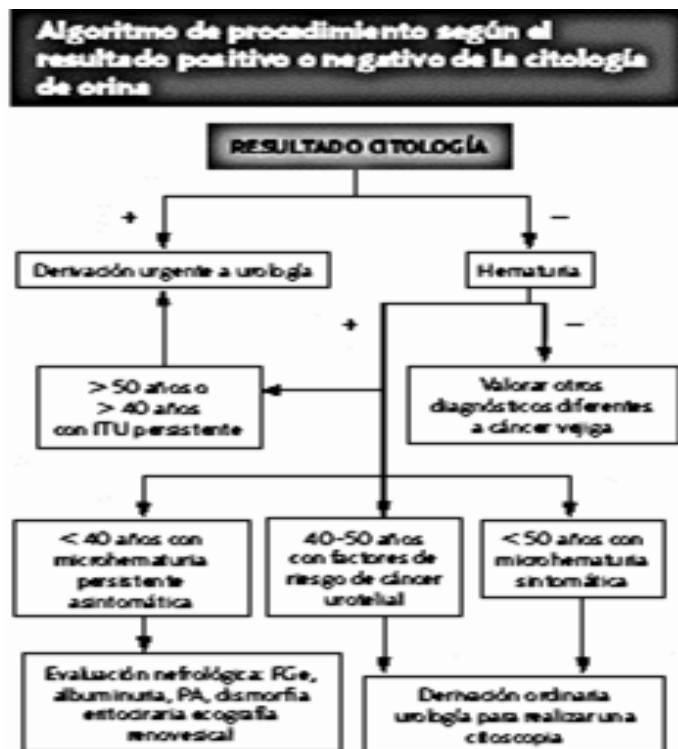 Algoritmo de procedimiento según el
resultado positivo o negativo de la citología
de orina
RESULTADO CITOLOGÍA
+
−
Derivación urgente a urología
Hematuria
+
−
> 50 años o
> 40 años
con ITU persistente
Valorar otros
diagnósticos diferentes
a cáncer vejiga
< 40 años con
microhematuria
persistente
asintomática
40-50 años
con factores de
riesgo de cáncer
urotelial
< 50 años con
microhematuria
sintomática
Evaluación nefrológica: FGe,
albuminuria, PA, dismorfia
ecografía
renovesical
Derivación ordinaria
urología para realizar una
citoscopia